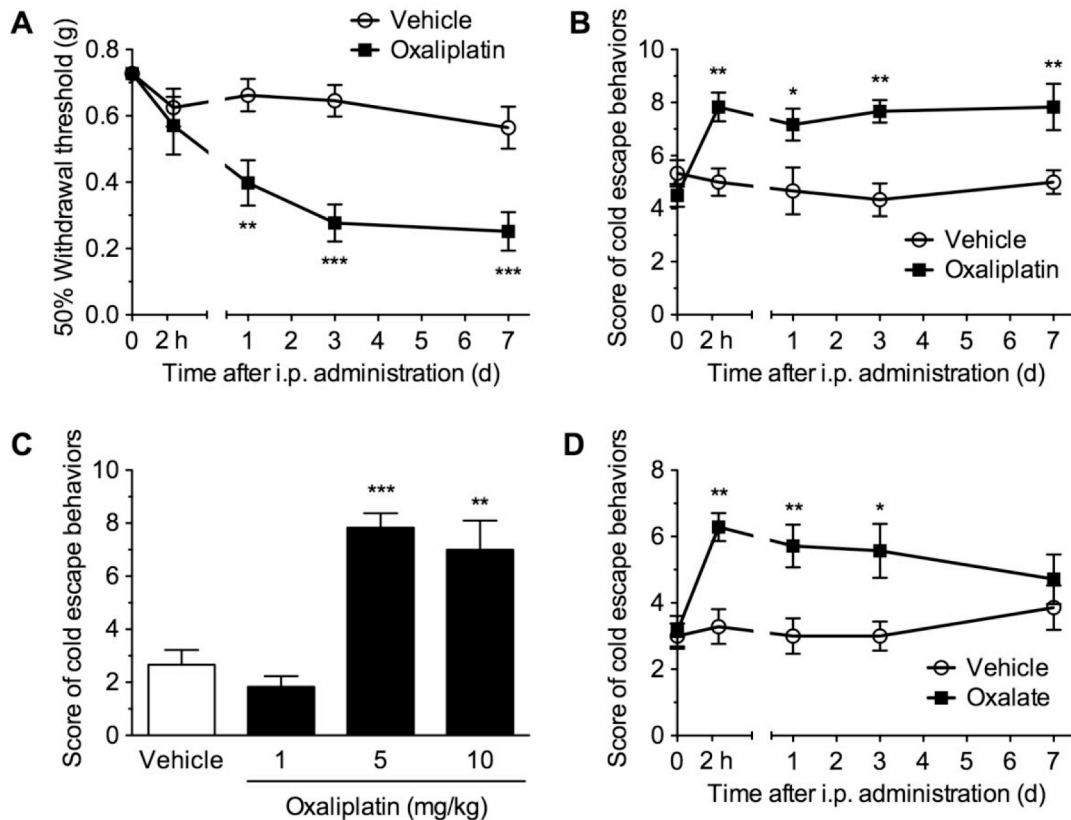 A
Vehicle
Oxaliplatin
50% Withdrawal threshold (g)
0.8
0.6
0.4
0.2
0.0
**
***
***
0 2 h 1 2 3 4 5 6 7
Time after i.p. administration (d)
B
Score of cold escape behaviors
10
8
6
4
2
0
** * ** **
Vehicle
Oxaliplatin
0 2 h 1 2 3 4 5 6 7
Time after i.p. administration (d)
C
Score of cold escape behaviors
10
8
6
4
2
0
*** **
Vehicle 1 5 10
Oxaliplatin (mg/kg)
D
Score of cold escape behaviors
8
6
4
2
0
** ** *
Vehicle
Oxalate
0 2 h 1 2 3 4 5 6 7
Time after i.p. administration (d)